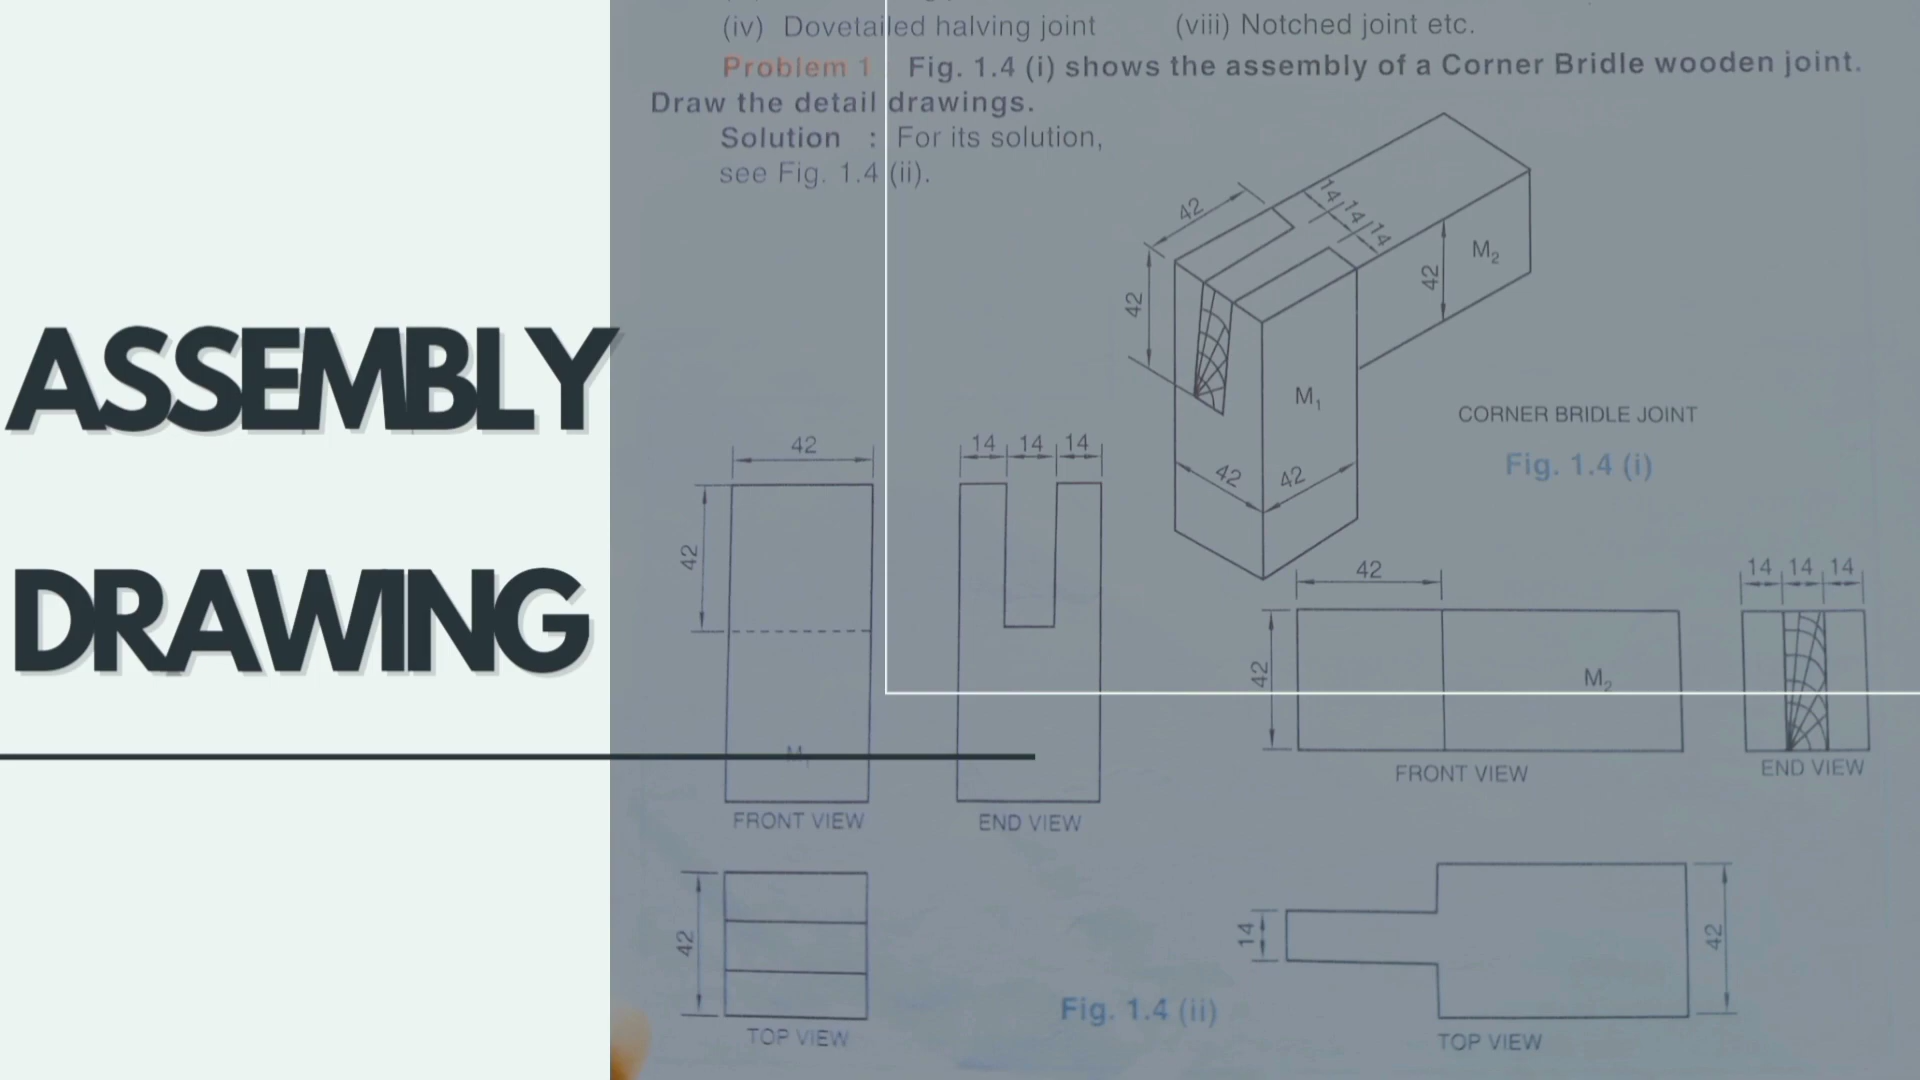 ASSEMBLY
DRAWING
(iv) Dovetailed halving joint
(viii) Notched joint etc.
Problem 1 Fig. 1.4 (i) shows the assembly of a Corner Bridle wooden joint.
Draw the detail drawings.
Solution : For its solution,
see Fig. 1.4 (ii).
42
14
14
14
42
42
M2
M1
42
42
CORNER BRIDLE JOINT
Fig. 1.4 (i)
42
42
M1
FRONT VIEW
14 14 14
END VIEW
42
42
M2
FRONT VIEW
14 14 14
END VIEW
42
TOP VIEW
Fig. 1.4 (ii)
14
42
TOP VIEW